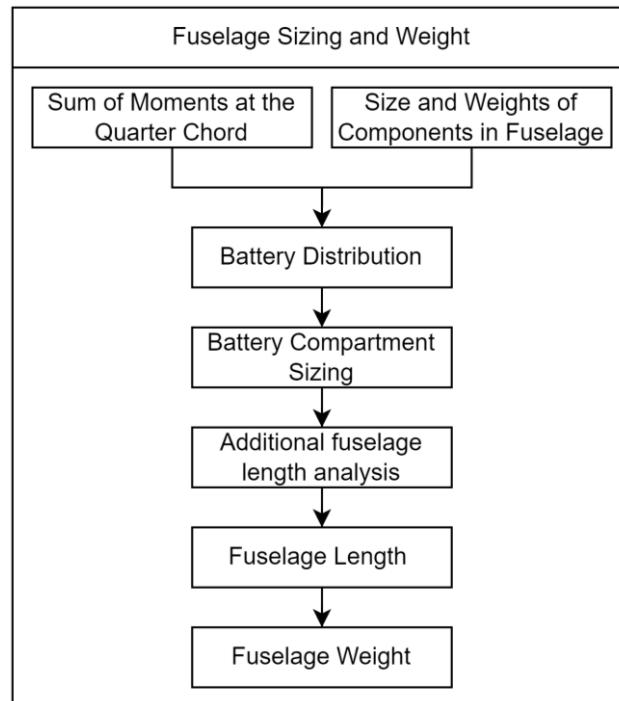 Fuselage Sizing and Weight
Sum of Moments at the
Quarter Chord
Size and Weights of
Components in Fuselage
Battery Distribution
Battery Compartment
Sizing
Additional fuselage
length analysis
Fuselage Length
Fuselage Weight